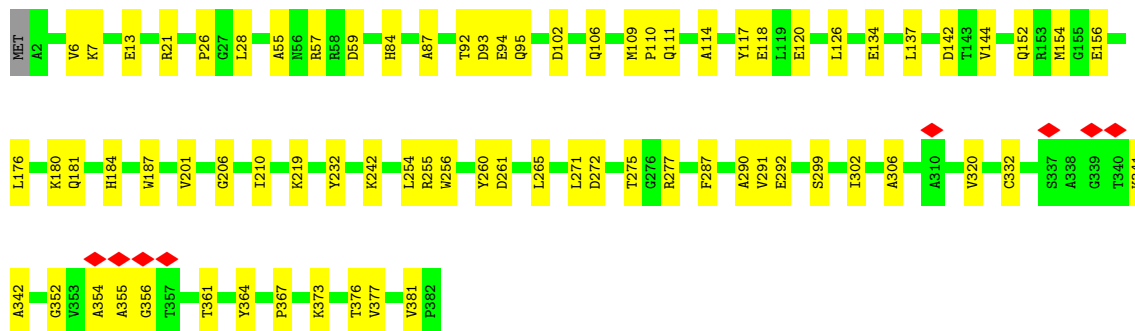 MET A2 V6 K7 E13 R21 P26 G27 L28 A55 N56 R57 R58 D59 H84 A87 T92 D93 E94 Q95 D102 Q106 M109 P110 Q111 A114 Y117 E118 L119 E120 L126 E134 L137 D142 T143 V144 Q152 R153 M154 G155 E156
L176 K180 Q181 H184 W187 V201 G206 I210 K219 Y232 K242 L254 R255 W256 Y260 D261 L265 L271 D272 T275 G276 R277 F287 A290 V291 E292 S299 I302 A306 A310 V320 C332 S337 A338 G339 T340
A342 G352 V353 A354 A355 G356 T357 T361 Y364 P367 K373 T376 V377 V381 P382